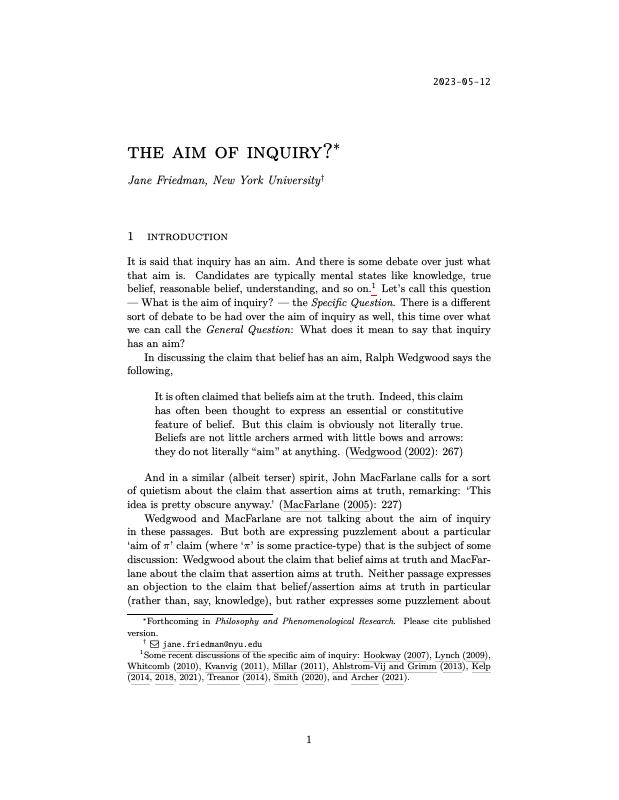 2023-05-12
THE AIM OF INQUIRY?*
Jane Friedman, New York University†
1 INTRODUCTION
It is said that inquiry has an aim. And there is some debate over just what
that aim is. Candidates are typically mental states like knowledge, true
belief, reasonable belief, understanding, and so on.1 Let's call this question
— What is the aim of inquiry? — the Specific Question. There is a different
sort of debate to be had over the aim of inquiry as well, this time over what
we can call the General Question: What does it mean to say that inquiry
has an aim?
In discussing the claim that belief has an aim, Ralph Wedgwood says the
following,
It is often claimed that beliefs aim at the truth. Indeed, this claim
has often been thought to express an essential or constitutive
feature of belief. But this claim is obviously not literally true.
Beliefs are not little archers armed with little bows and arrows:
they do not literally “aim” at anything. (Wedgwood (2002): 267)
And in a similar (albeit terser) spirit, John MacFarlane calls for a sort
of quietism about the claim that assertion aims at truth, remarking: ‘This
idea is pretty obscure anyway.’ (MacFarlane (2005): 227)
Wedgwood and MacFarlane are not talking about the aim of inquiry
in these passages. But both are expressing puzzlement about a particular
‘aim of π’ claim (where ‘π’ is some practice-type) that is the subject of some
discussion: Wedgwood about the claim that belief aims at truth and MacFar-
lane about the claim that assertion aims at truth. Neither passage expresses
an objection to the claim that belief/assertion aims at truth in particular
(rather than, say, knowledge), but rather expresses some puzzlement about
*Forthcoming in Philosophy and Phenomenological Research. Please cite published
version.
† jane.friedman@nyu.edu
1Some recent discussions of the specific aim of inquiry: Hookway (2007), Lynch (2009),
Whitcomb (2010), Kvanvig (2011), Millar (2011), Ahlstrom-Vij and Grimm (2013), Kelp
(2014, 2018, 2021), Treanor (2014), Smith (2020), and Archer (2021).
1